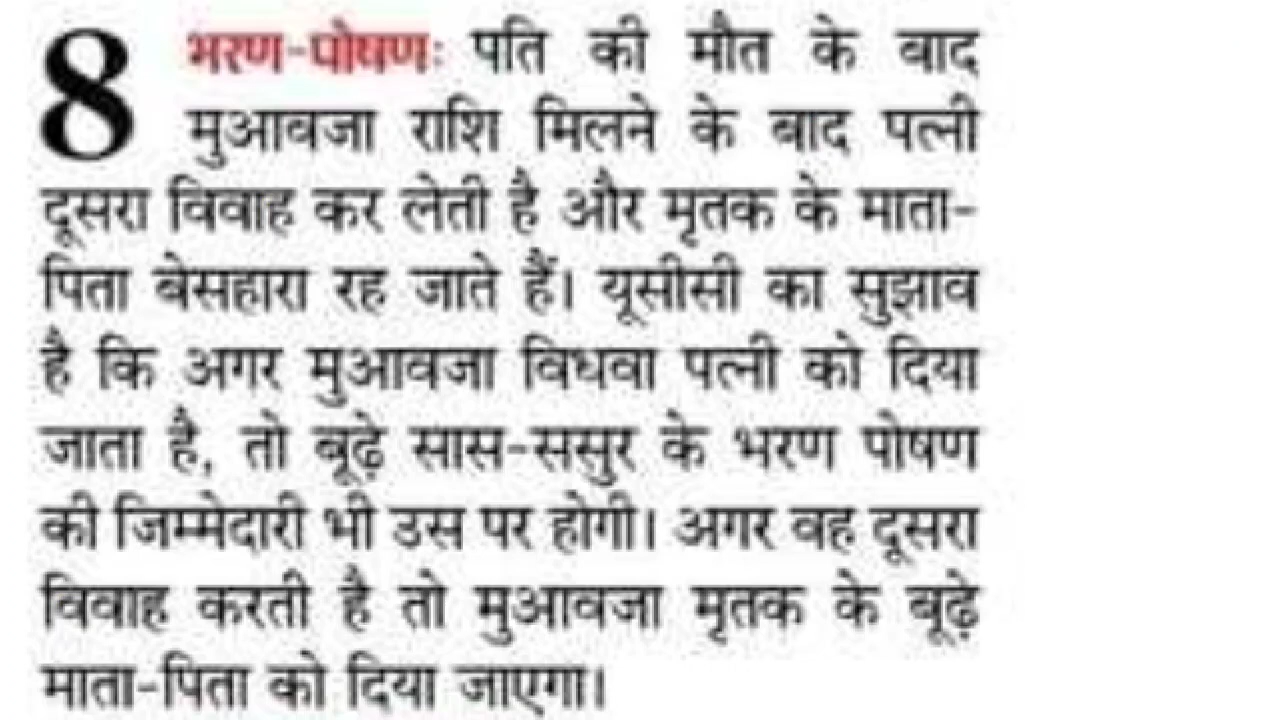 8 भरण-पोषणः पति की मौत के बाद
मुआवजा राशि मिलने के बाद पत्नी
दूसरा विवाह कर लेती है और मृतक के माता-
पिता बेसहारा रह जाते हैं। यूसीसी का सुझाव
है कि अगर मुआवजा विधवा पत्नी को दिया
जाता है, तो बूढ़े सास-ससुर के भरण पोषण
की जिम्मेदारी भी उस पर होगी। अगर वह दूसरा
विवाह करती है तो मुआवजा मृतक के बूढ़े
माता-पिता को दिया जाएगा।